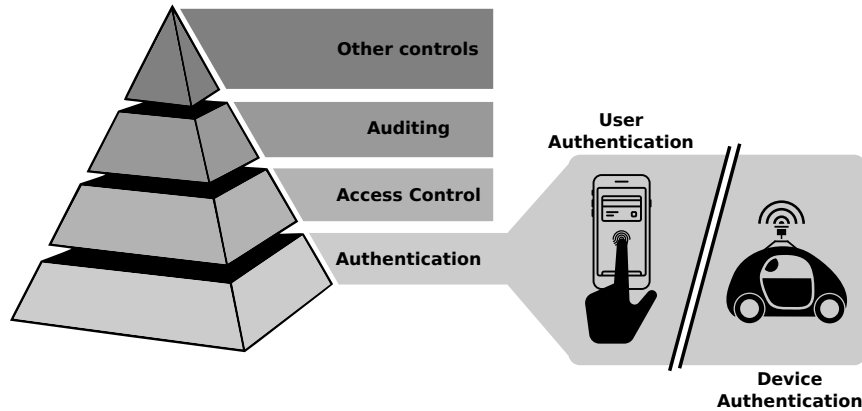 Other controls
Auditing
Access Control
Authentication
User
Authentication
Device
Authentication